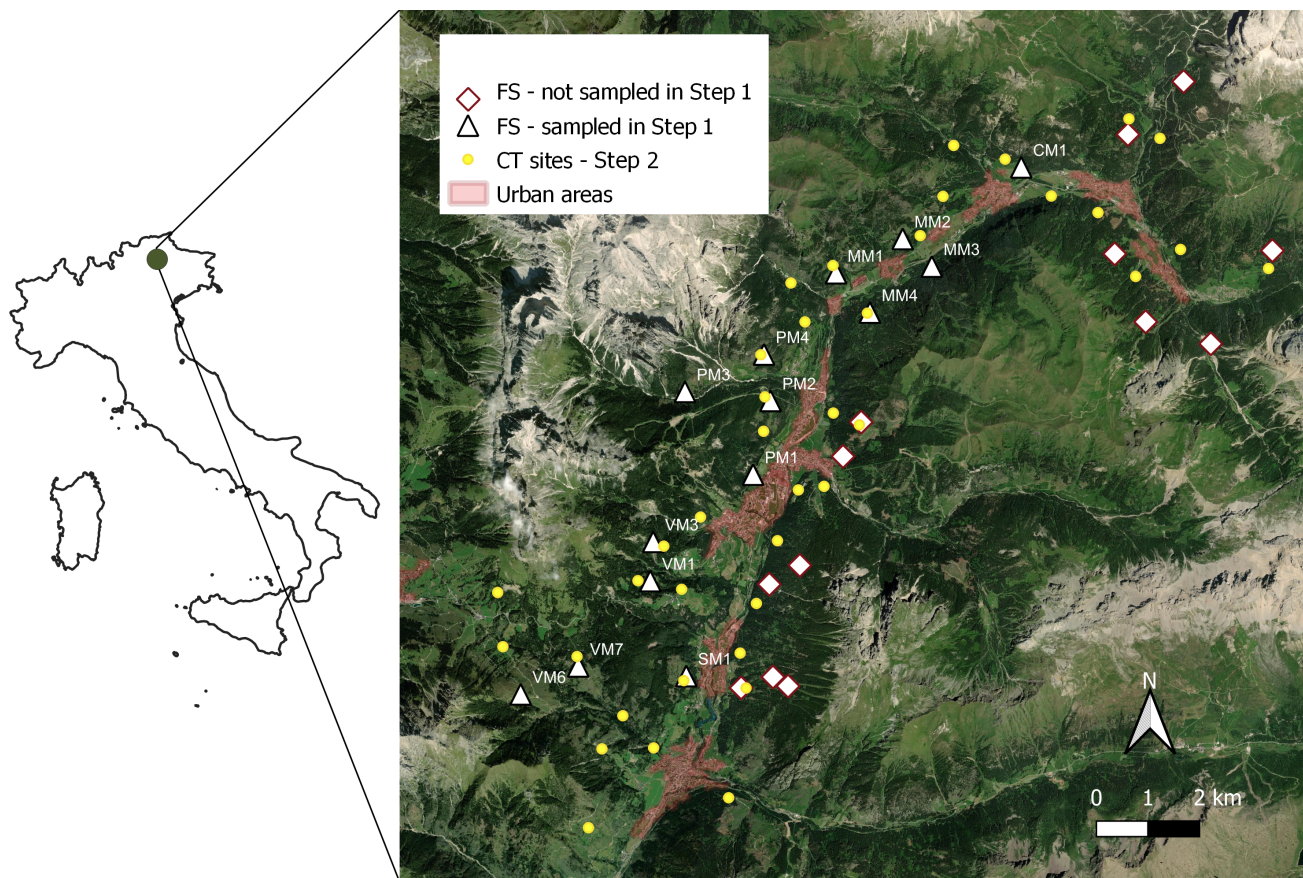 FS - not sampled in Step 1
FS - sampled in Step 1
CT sites - Step 2
Urban areas
CM1
MM2
MM1
MM3
MM4
PM4
PM3
PM2
PM1
VM3
VM1
VM7
SM1
VM6
N
0 1 2 km